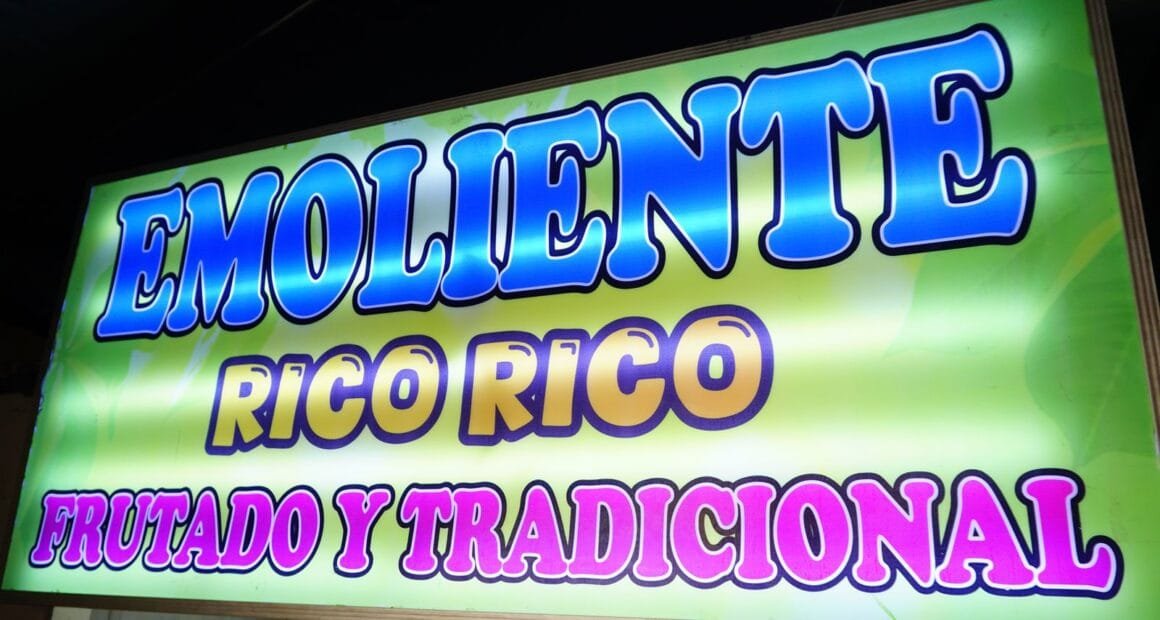 EMOLIENTE
RICO RICO
FRUTADO Y TRADICIONAL